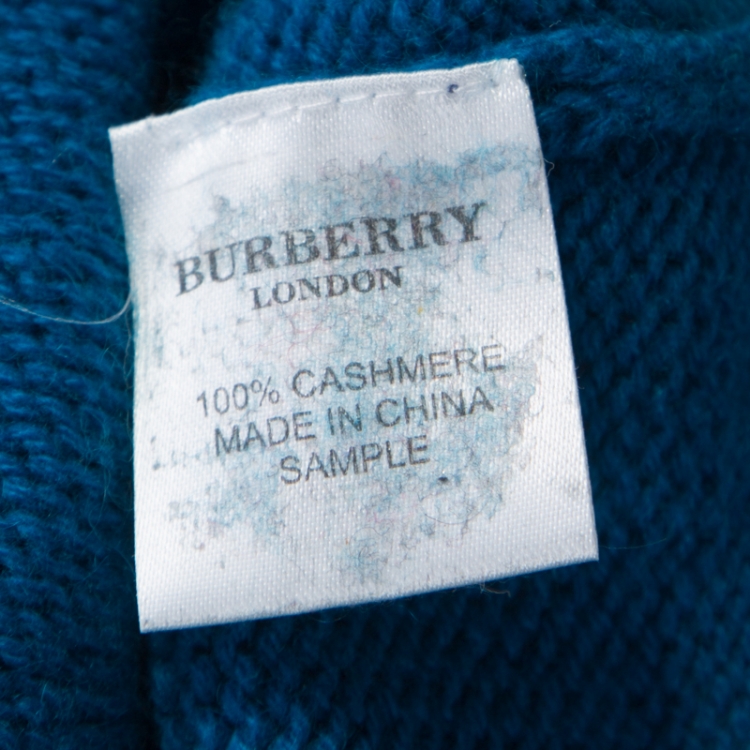 BURBERRY
LONDON
100% CASHMERE
MADE IN CHINA
SAMPLE